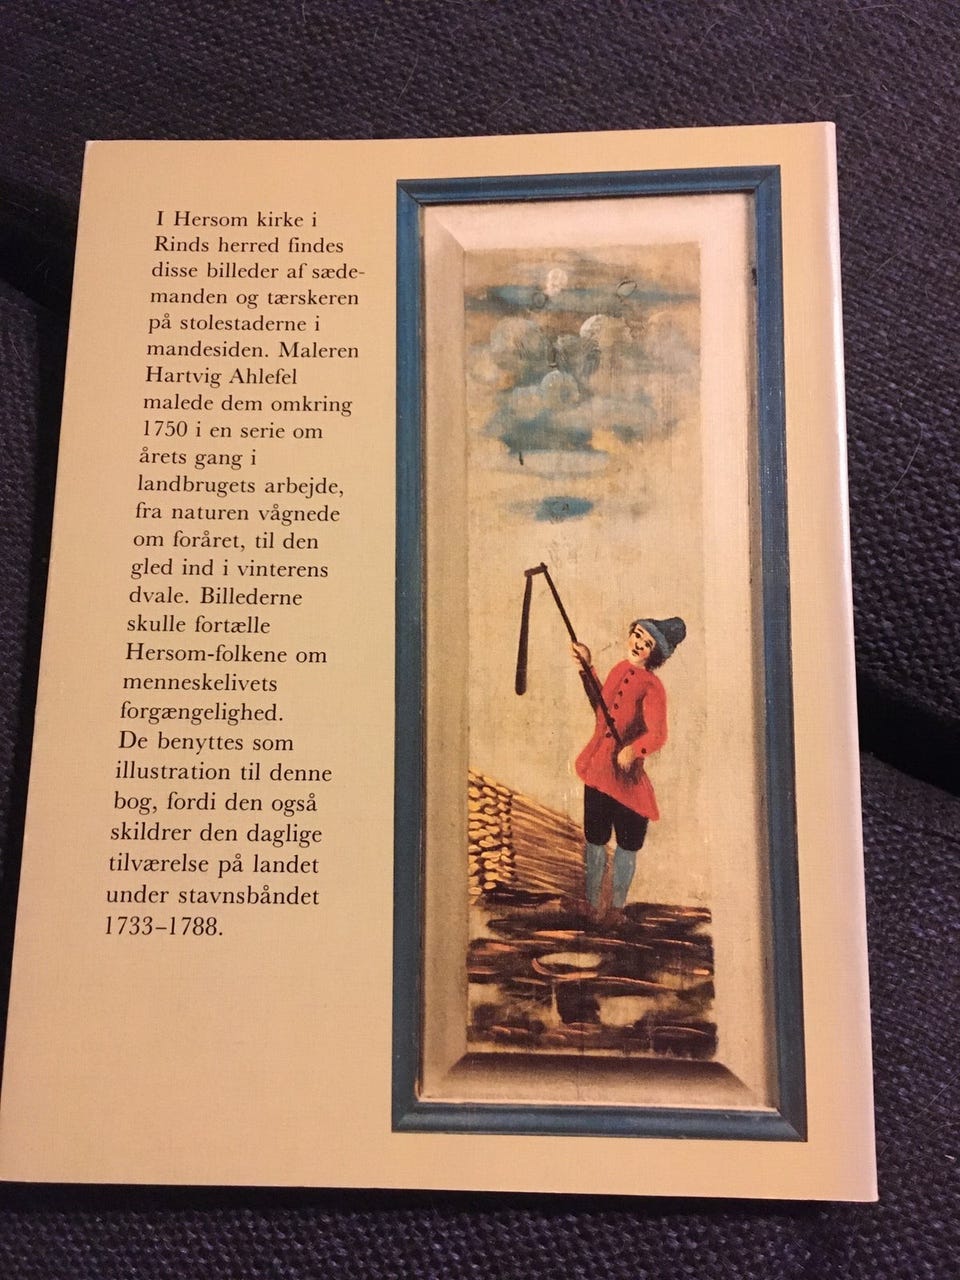 I Hersom kirke i
Rinds herred findes
disse billeder af sæde-
manden og tærskeren
på stolestaderne i
mandesiden. Maleren
Hartvig Ahlefel
malede dem omkring
1750 i en serie om
årets gang i
landbrugets arbejde,
fra naturen vågnede
om foråret, til den
gled ind i vinterens
dvale. Billederne
skulle fortælle
Hersom-folkene om
menneskelivets
forgængelighed.
De benyttes som
illustration til denne
bog, fordi den også
skildrer den daglige
tilværelse på landet
under stavnsbåndet
1733–1788.